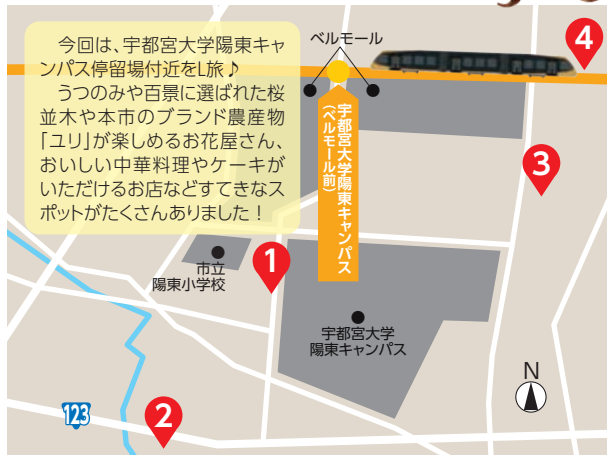 今回は、宇都宮大学陽東キャ
ンパス停留場付近をL旅♪
うつのみや百景に選ばれた桜
並木や本市のブランド農産物
「ユリ」が楽しめるお花屋さん、
おいしい中華料理やケーキが
いただけるお店などすてきなス
ポットがたくさんありました！
ベルモール
4
宇都宮大学陽東キャンパス
（ベルモール前）
3
市立
陽東小学校
1
宇都宮大学
陽東キャンパス
N
123
2